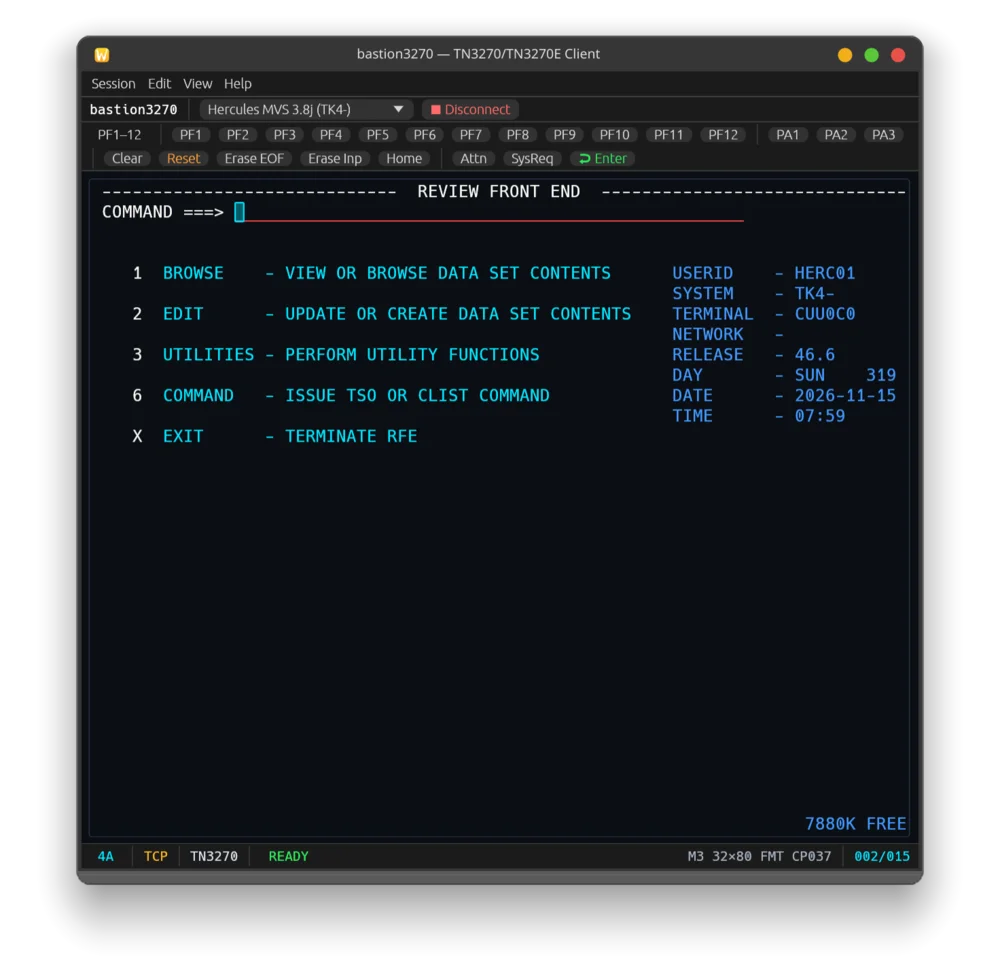 bastion3270 — TN3270/TN3270E Client
Session Edit View Help
bastion3270 Hercules MVS 3.8j (TK4-) Disconnect
PF1–12 PF1 PF2 PF3 PF4 PF5 PF6 PF7 PF8 PF9 PF10 PF11 PF12 PA1 PA2 PA3
Clear Reset Erase EOF Erase Inp Home Attn SysReq Enter
----------------------------- REVIEW FRONT END ------------------------------
COMMAND ===>
1 BROWSE - VIEW OR BROWSE DATA SET CONTENTS USERID - HERC01
SYSTEM - TK4-
2 EDIT - UPDATE OR CREATE DATA SET CONTENTS TERMINAL - CUU0C0
NETWORK -
3 UTILITIES - PERFORM UTILITY FUNCTIONS RELEASE - 46.6
DAY - SUN 319
6 COMMAND - ISSUE TSO OR CLIST COMMAND DATE - 2026-11-15
TIME - 07:59
X EXIT - TERMINATE RFE
7880K FREE
4A TCP TN3270 READY M3 32×80 FMT CP037 002/015